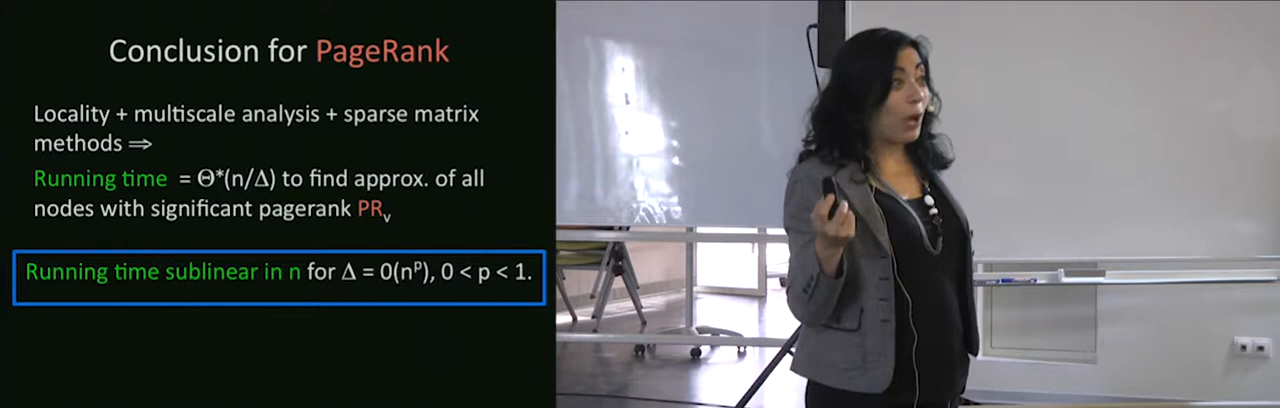 Conclusion for PageRank
Locality + multiscale analysis + sparse matrix
methods ⇒
Running time = Θ*(n/Δ) to find approx. of all
nodes with significant pagerank PRᵥ
Running time sublinear in n for Δ = 0(nᵖ), 0 < p < 1.